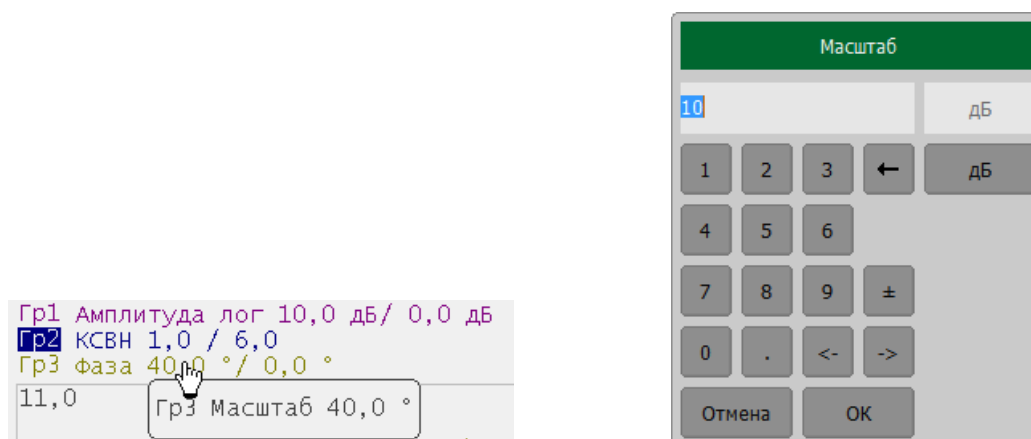 Гр1 Амплитуда лог 10,0 дБ/ 0,0 дБ
Гр2 КСВН 1,0 / 6,0
Гр3 Фаза 40,0 °/ 0,0 °
11,0
Гр3 Масштаб 40,0 °
Масштаб
10 дБ
1 2 3 ← дБ
4 5 6
7 8 9 ±
0 . <- ->
Отмена ОК